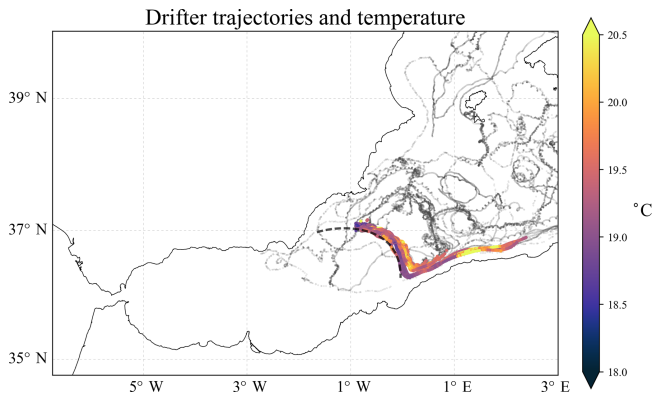 Drifter trajectories and temperature
39° N
37° N
35° N
5° W
3° W
1° W
1° E
3° E
20.5
20.0
19.5
19.0
18.5
18.0
°C